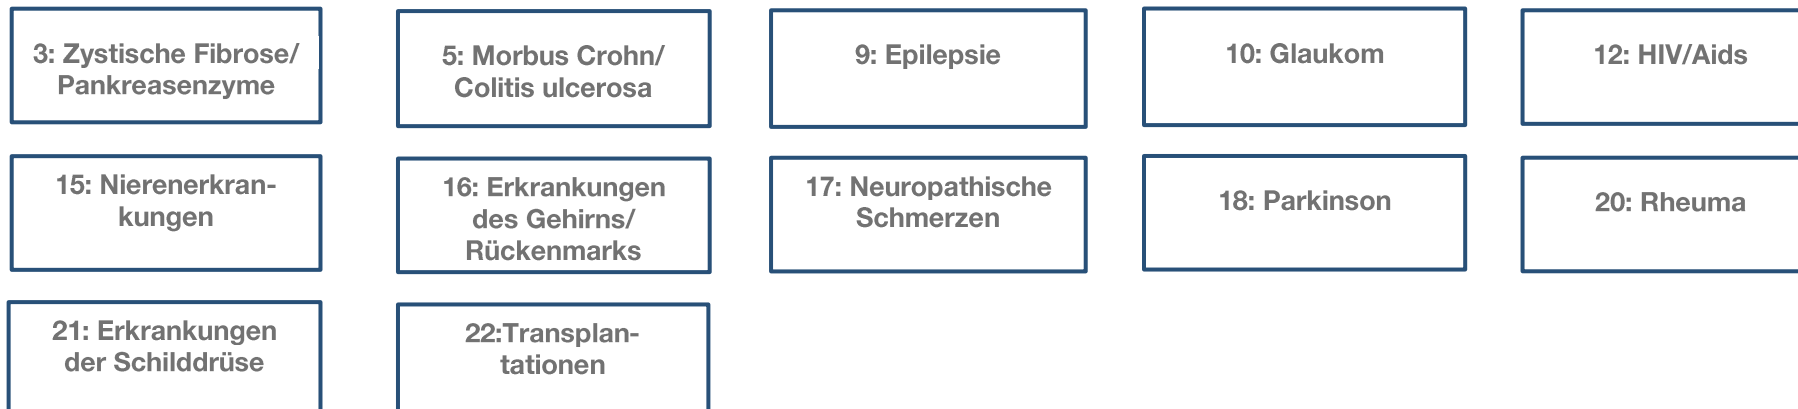 3: Zystische Fibrose/
Pankreasenzyme
5: Morbus Crohn/
Colitis ulcerosa
9: Epilepsie
10: Glaukom
12: HIV/Aids
15: Nierenerkran-
kungen
16: Erkrankungen
des Gehirns/
Rückenmarks
17: Neuropathische
Schmerzen
18: Parkinson
20: Rheuma
21: Erkrankungen
der Schilddrüse
22:Transplan-
tationen